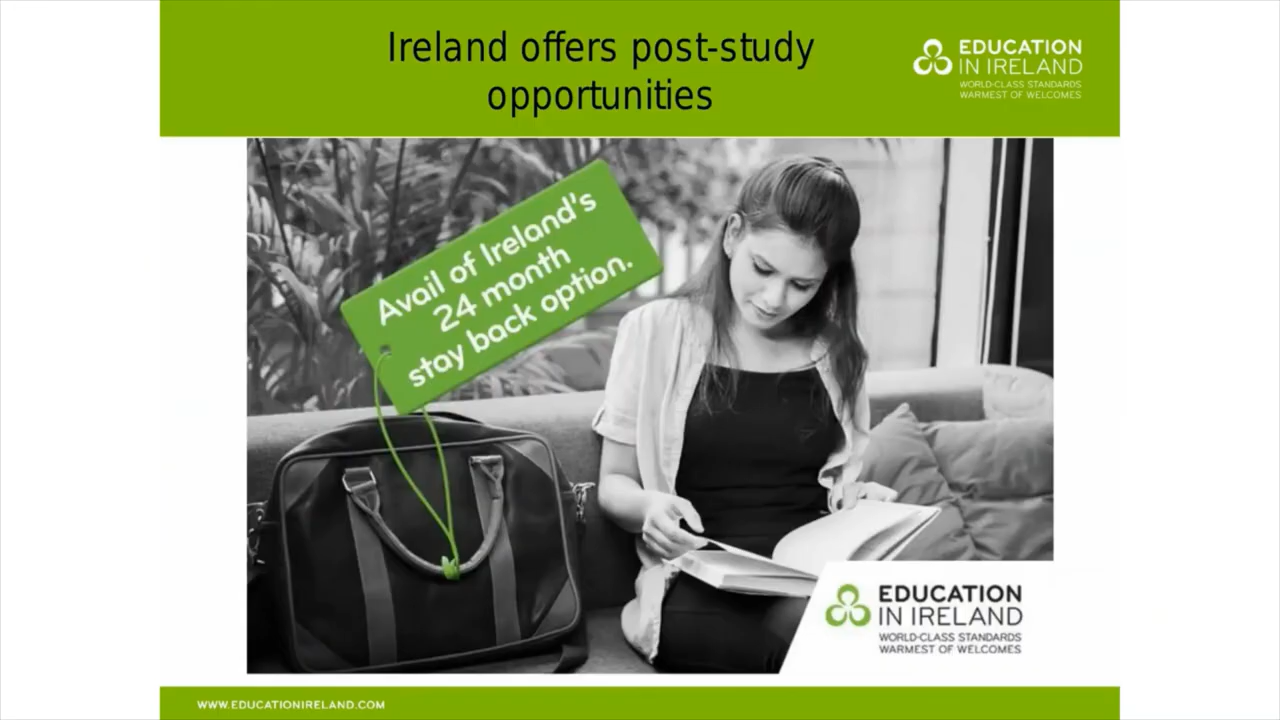 Ireland offers post-study
opportunities
EDUCATION
IN IRELAND
WORLD-CLASS STANDARDS
WARMEST OF WELCOMES
Avail of Ireland's
24 month
stay back option.
EDUCATION
IN IRELAND
WORLD-CLASS STANDARDS
WARMEST OF WELCOMES
WWW.EDUCATIONIRELAND.COM